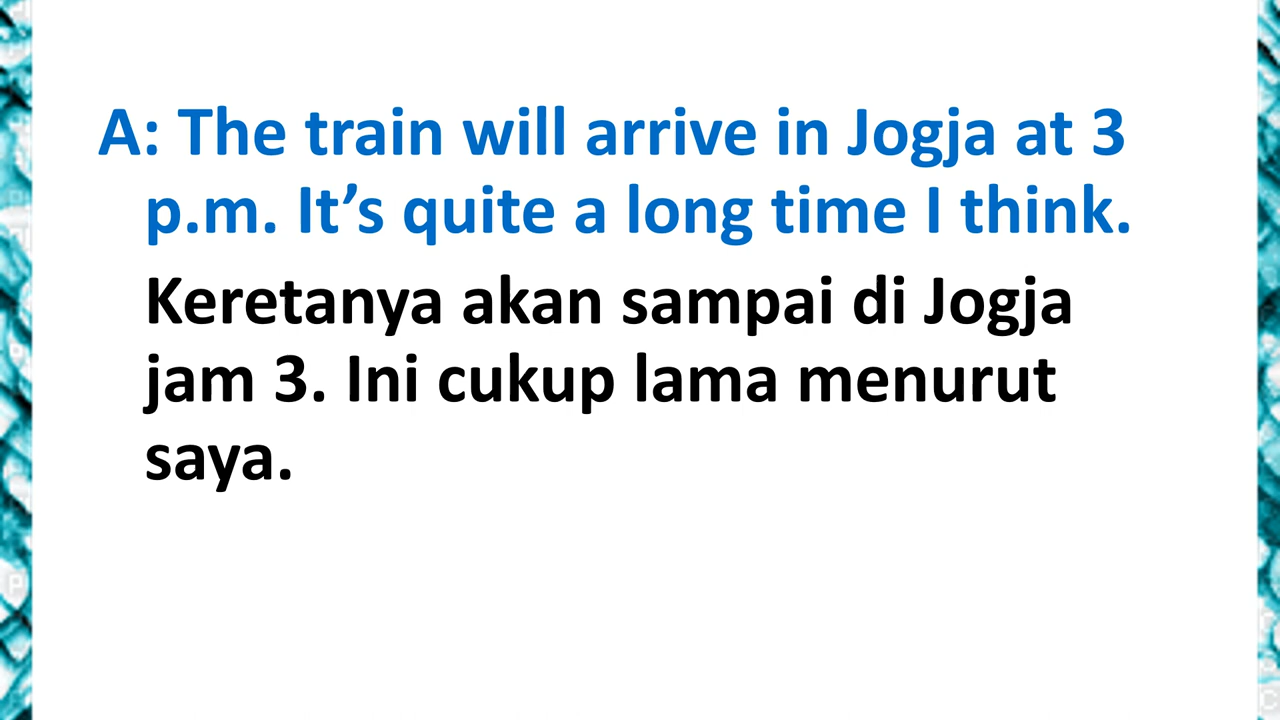 A: The train will arrive in Jogja at 3
p.m. It’s quite a long time I think.
Keretanya akan sampai di Jogja
jam 3. Ini cukup lama menurut
saya.